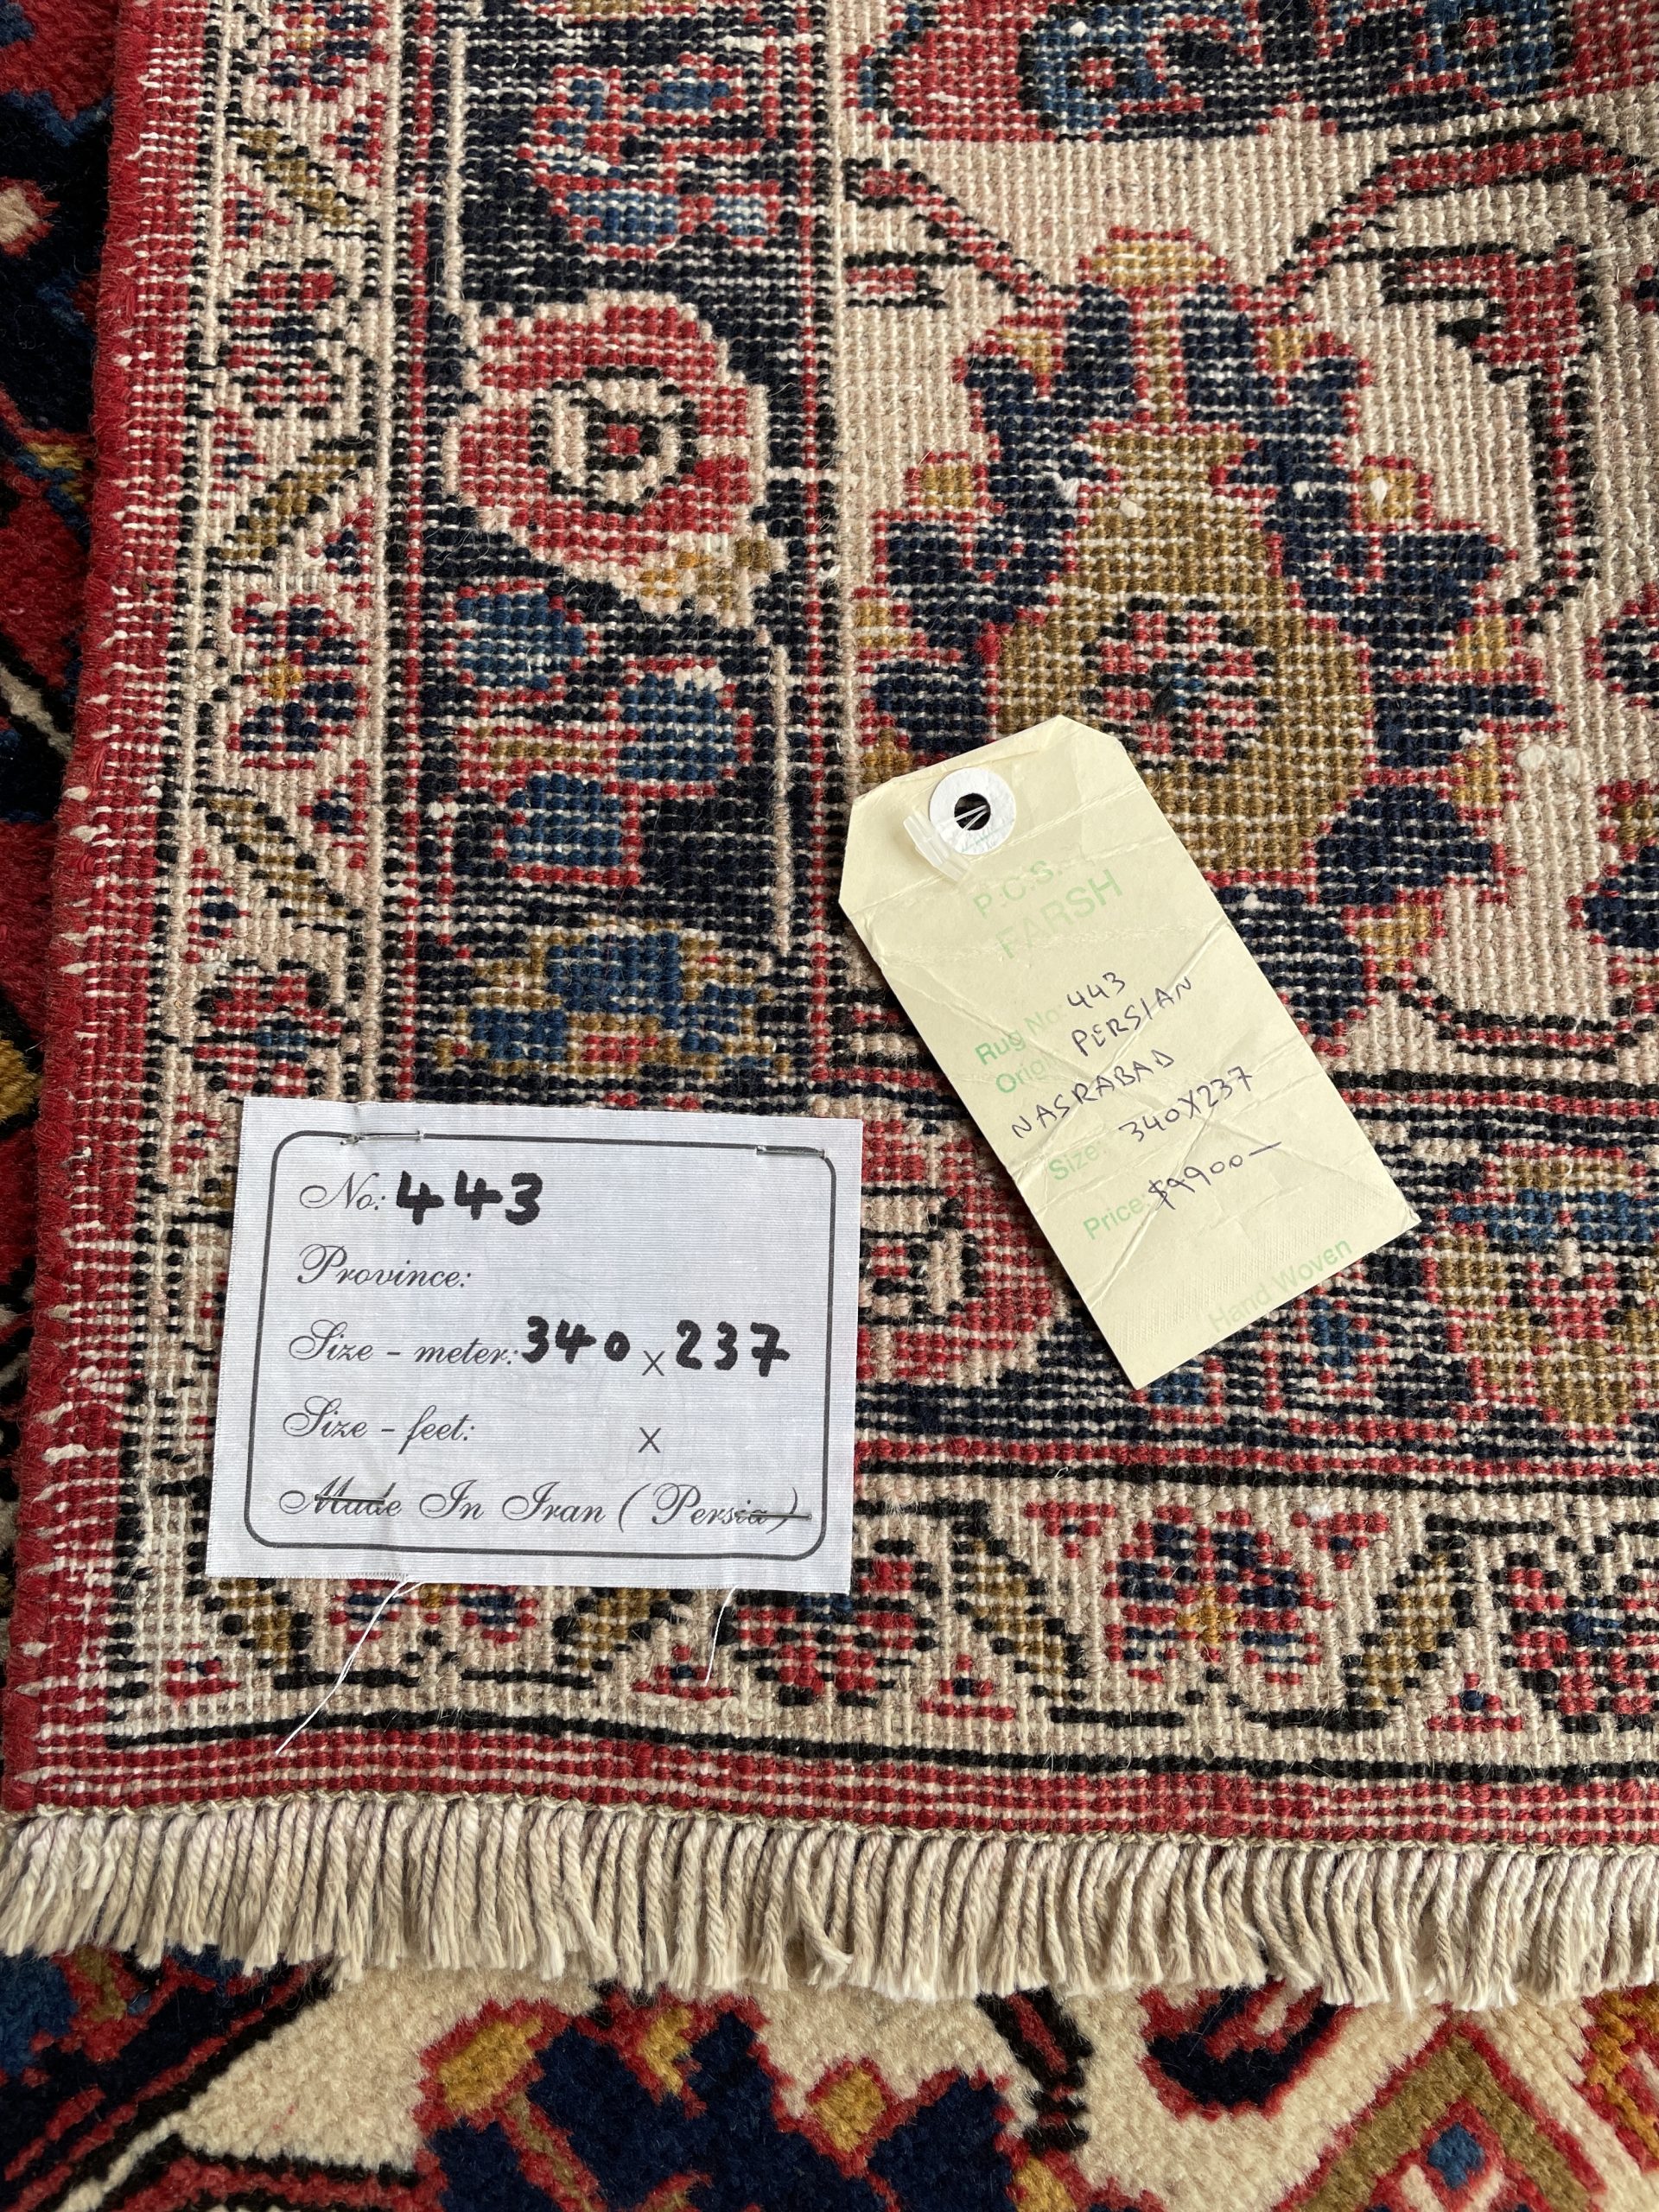 P.C.S.
FARSH
Rug No: 443
Orig PERSIAN
NASRABAD
Size: 340X237
Price: $9900—
Hand Woven
No: 443
Province:
Size - meter: 340 x 237
Size - feet: x
Made In Iran ( Persia )